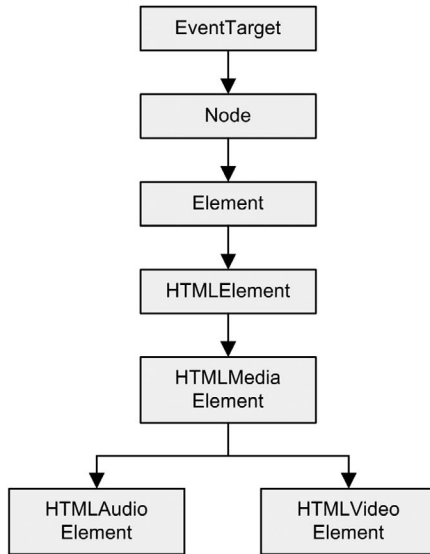 EventTarget
Node
Element
HTMLElement
HTMLMedia
Element
HTMLAudio
Element
HTMLVideo
Element